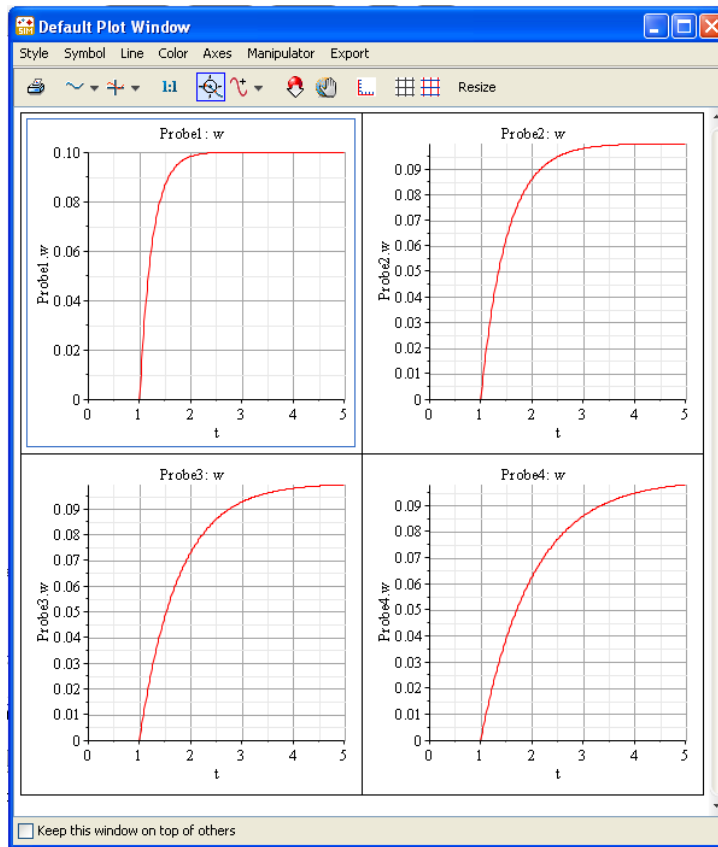 Default Plot Window
Style Symbol Line Color Axes Manipulator Export
1:1 Resize
Probe1: w
0.10
0.08
0.06
0.04
0.02
0
Probe1.w
0 1 2 3 4 5
t
Probe2: w
0.09
0.08
0.07
0.06
0.05
0.04
0.03
0.02
0.01
0
Probe2.w
0 1 2 3 4 5
t
Probe3: w
0.09
0.08
0.07
0.06
0.05
0.04
0.03
0.02
0.01
0
Probe3.w
0 1 2 3 4 5
t
Probe4: w
0.09
0.08
0.07
0.06
0.05
0.04
0.03
0.02
0.01
0
Probe4.w
0 1 2 3 4 5
t
Keep this window on top of others